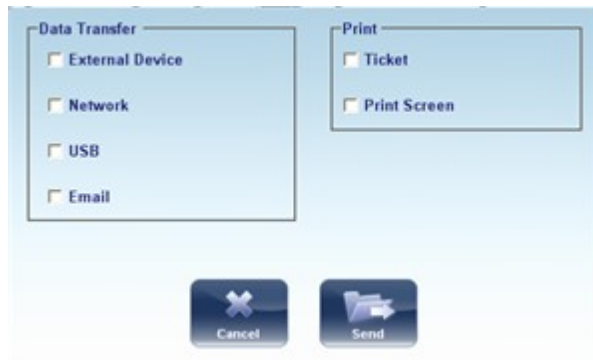 Data Transfer
External Device
Network
USB
Email
Print
Ticket
Print Screen
Cancel
Send